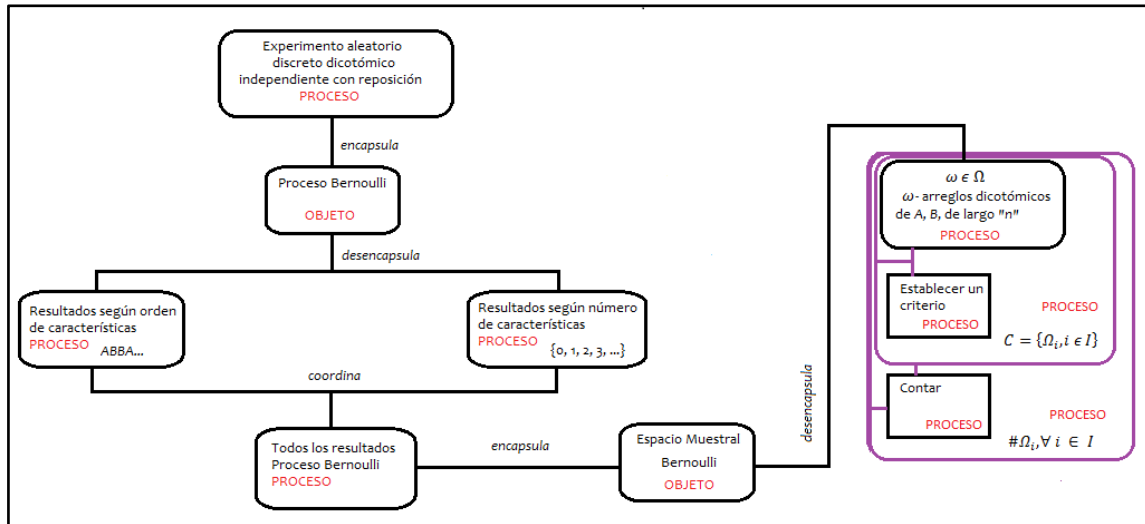 Experimento aleatorio
discreto dicotómico
independiente con reposición
PROCESO
encapsula
Proceso Bernoulli
OBJETO
desencapsula
Resultados según orden
de características
PROCESO
ABBA...
Resultados según número
de características
PROCESO
{0, 1, 2, 3, ...}
coordina
Todos los resultados
Proceso Bernoulli
PROCESO
encapsula
Espacio Muestral
Bernoulli
OBJETO
desencapsula
ω ϵ Ω
ω- arreglos dicotómicos
de A, B, de largo "n"
PROCESO
Establecer un
criterio
PROCESO
PROCESO
C = {Ω_i, i ϵ I}
Contar
PROCESO
PROCESO
#Ω_i, ∀ i ∈ I